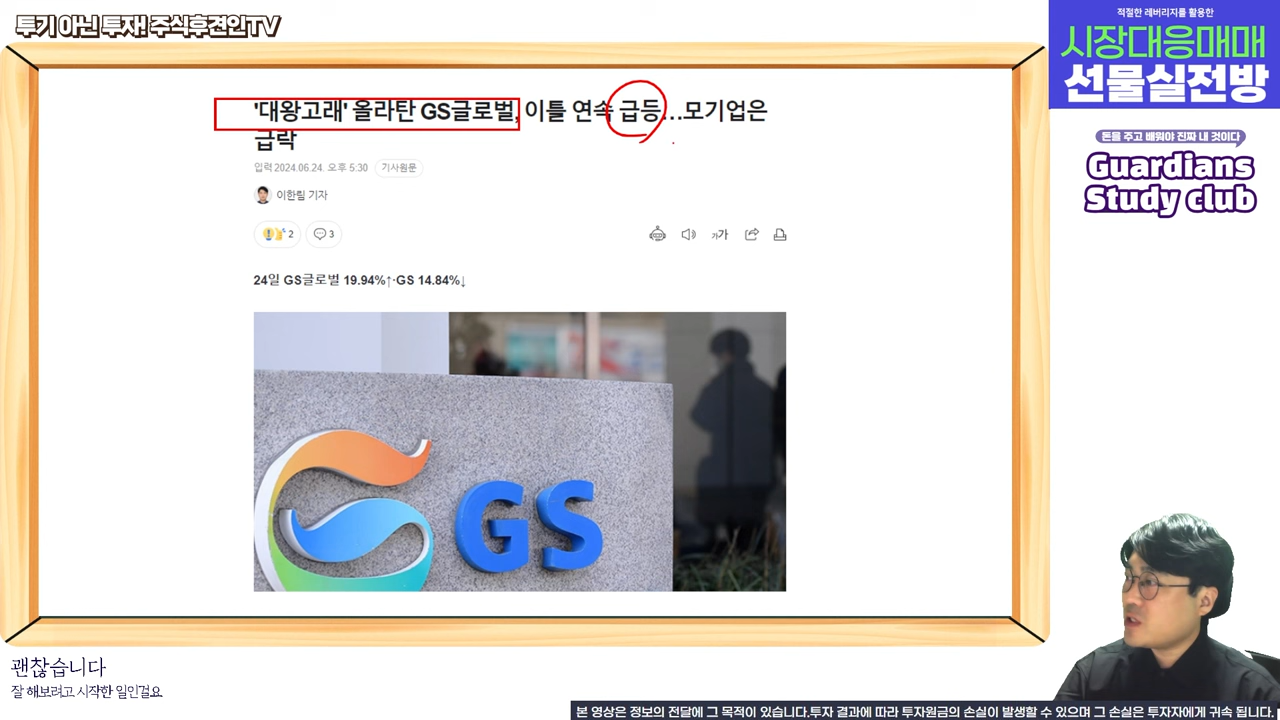 투기 아닌 투자! 주식후견인TV
적절한 레버리지를 활용한
시장대응매매
선물실전방
돈을 주고 배워야 진짜 내 것이다
Guardians
Study club
'대왕고래' 올라탄 GS글로벌, 이틀 연속 급등…모기업은
급락
입력 2024.06.24. 오후 5:30 기사원문
이한림 기자
2 3
가가
24일 GS글로벌 19.94%↑·GS 14.84%↓
GS
괜찮습니다
잘 해보려고 시작한 일인걸요
본 영상은 정보의 전달에 그 목적이 있습니다.투자 결과에 따라 투자원금의 손실이 발생할 수 있으며 그 손실은 투자자에게 귀속 됩니다.